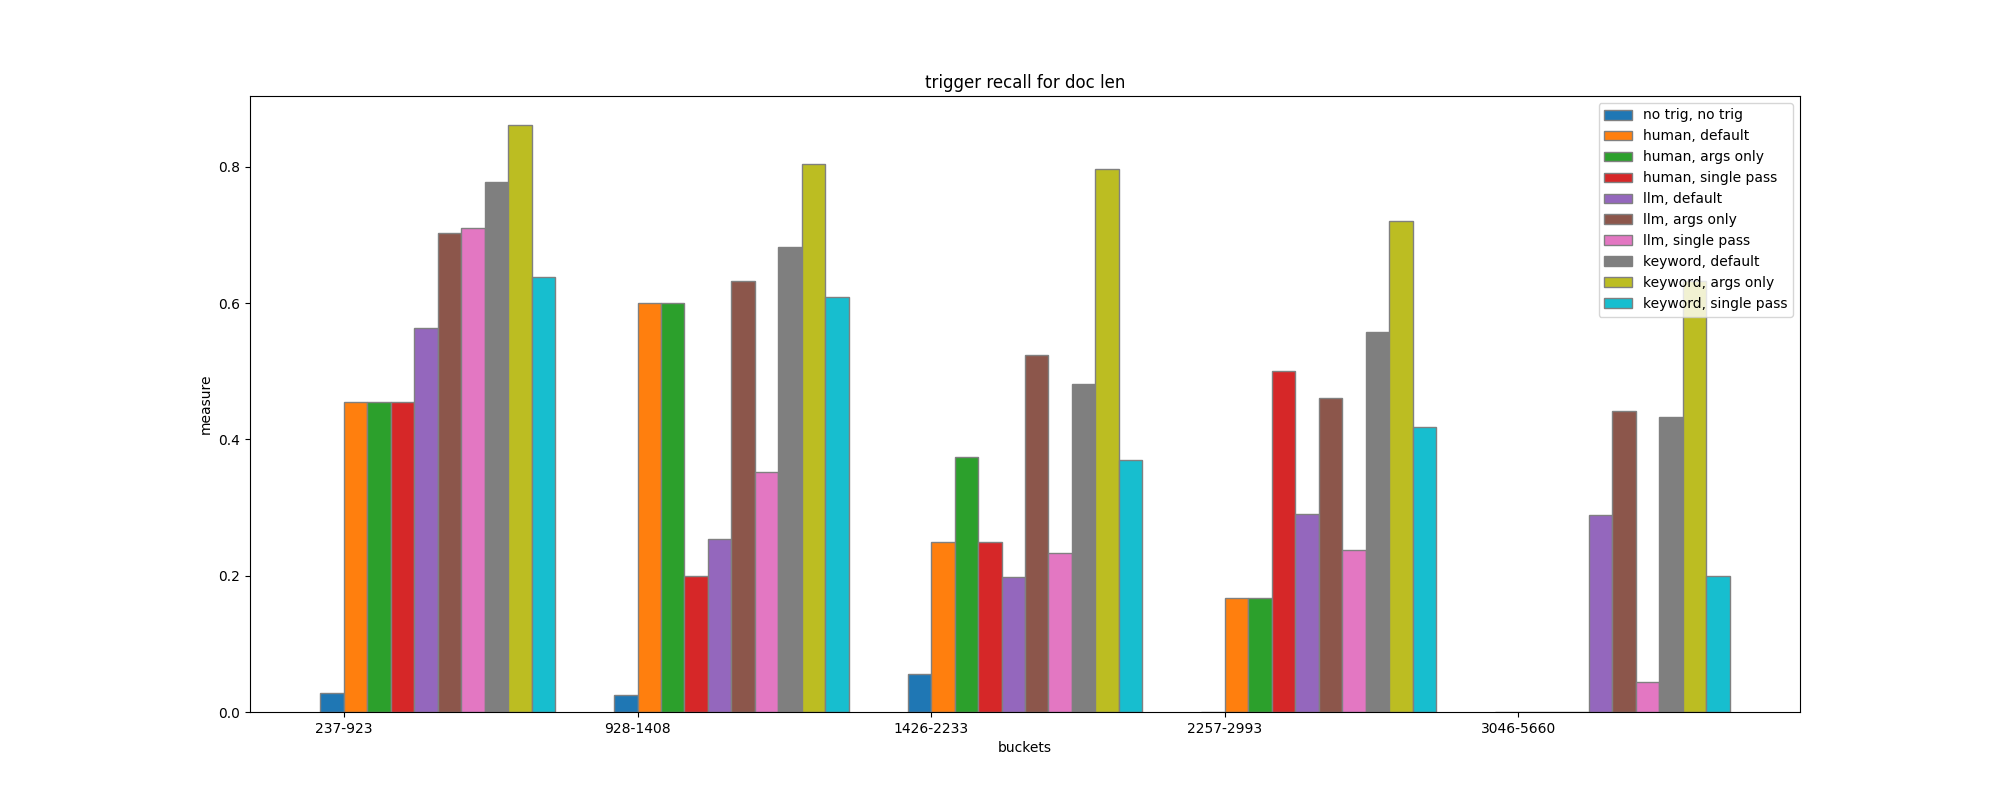 trigger recall for doc len
no trig, no trig
human, default
human, args only
human, single pass
llm, default
llm, args only
llm, single pass
keyword, default
keyword, args only
keyword, single pass
0.8
0.6
0.4
0.2
0.0
measure
237-923
928-1408
1426-2233
2257-2993
3046-5660
buckets